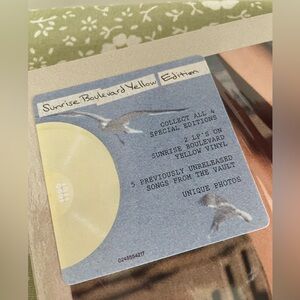 Sunrise Boulevard Yellow Edition
COLLECT ALL 4
SPECIAL EDITIONS
2 LP'S ON
SUNRISE BOULEVARD
YELLOW VINYL
5 PREVIOUSLY UNRELEASED
SONGS FROM THE VAULT
UNIQUE PHOTOS
0245554217